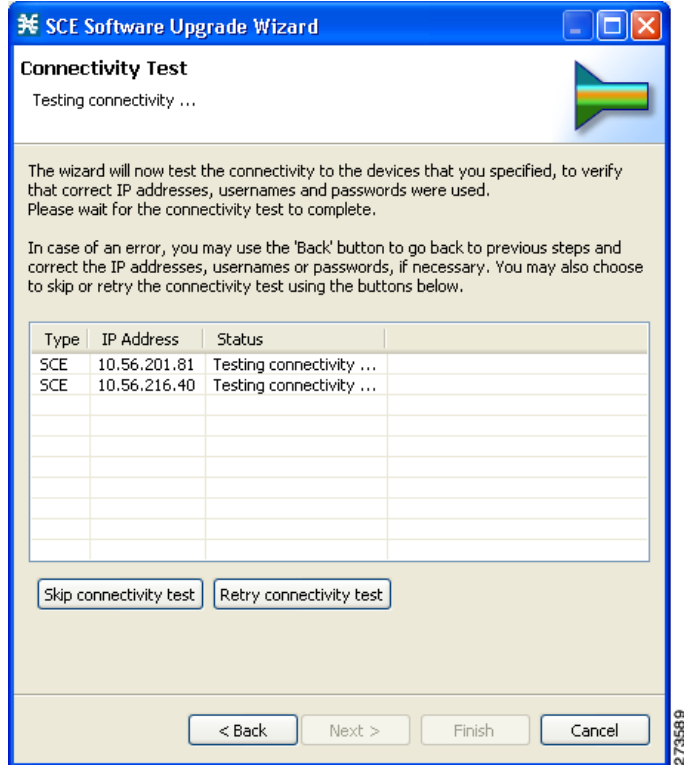 SCE Software Upgrade Wizard
Connectivity Test
Testing connectivity ...
The wizard will now test the connectivity to the devices that you specified, to verify
that correct IP addresses, usernames and passwords were used.
Please wait for the connectivity test to complete.
In case of an error, you may use the 'Back' button to go back to previous steps and
correct the IP addresses, usernames or passwords, if necessary. You may also choose
to skip or retry the connectivity test using the buttons below.
Type IP Address Status
SCE 10.56.201.81 Testing connectivity ...
SCE 10.56.216.40 Testing connectivity ...
Skip connectivity test Retry connectivity test
< Back Next > Finish Cancel
273589